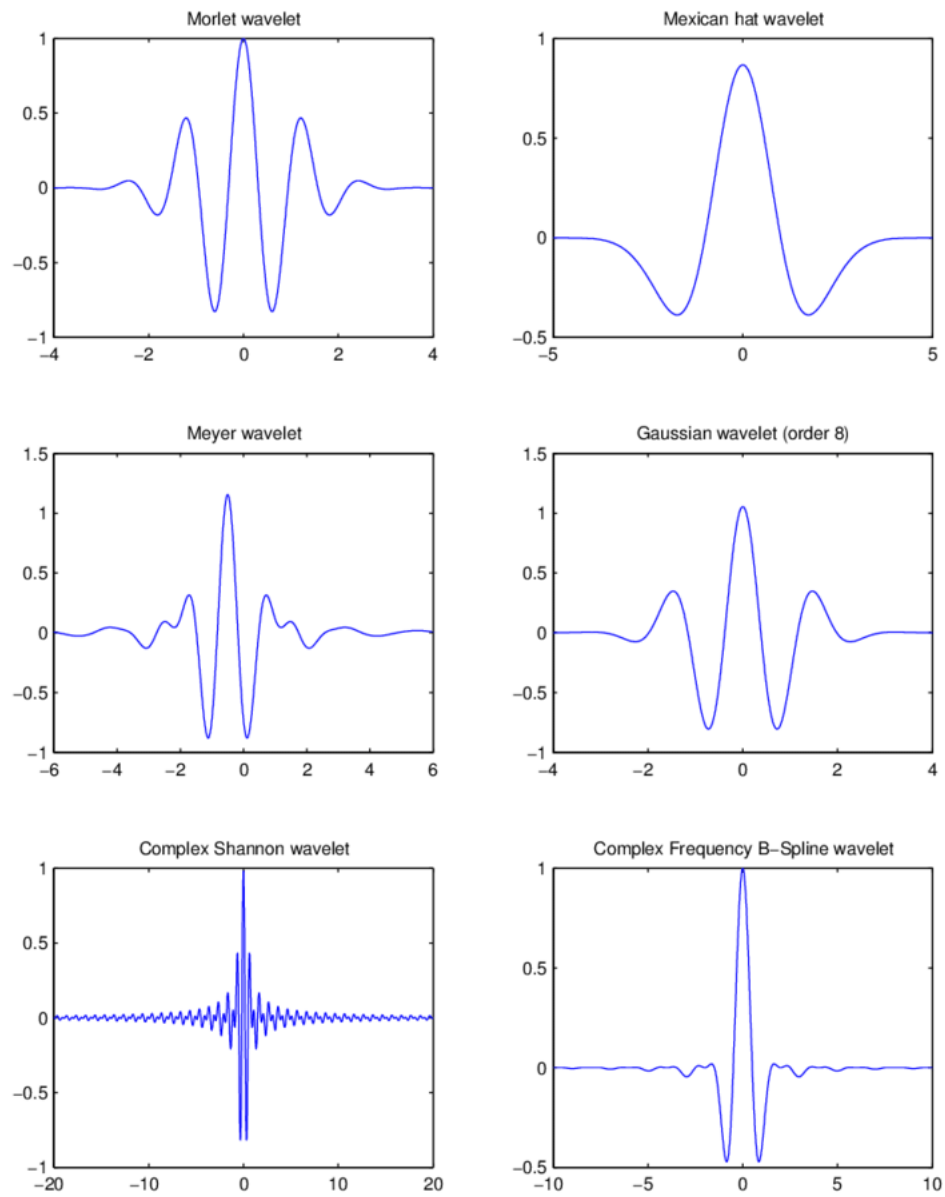 Morlet wavelet
1
0.5
0
−0.5
−1
−4 −2 0 2 4
Mexican hat wavelet
1
0.5
0
−0.5
−5 0 5
Meyer wavelet
1.5
1
0.5
0
−0.5
−1
−6 −4 −2 0 2 4 6
Gaussian wavelet (order 8)
1.5
1
0.5
0
−0.5
−1
−4 −2 0 2 4
Complex Shannon wavelet
1
0.5
0
−0.5
−1
−20 −10 0 10 20
Complex Frequency B−Spline wavelet
1
0.5
0
−0.5
−10 −5 0 5 10